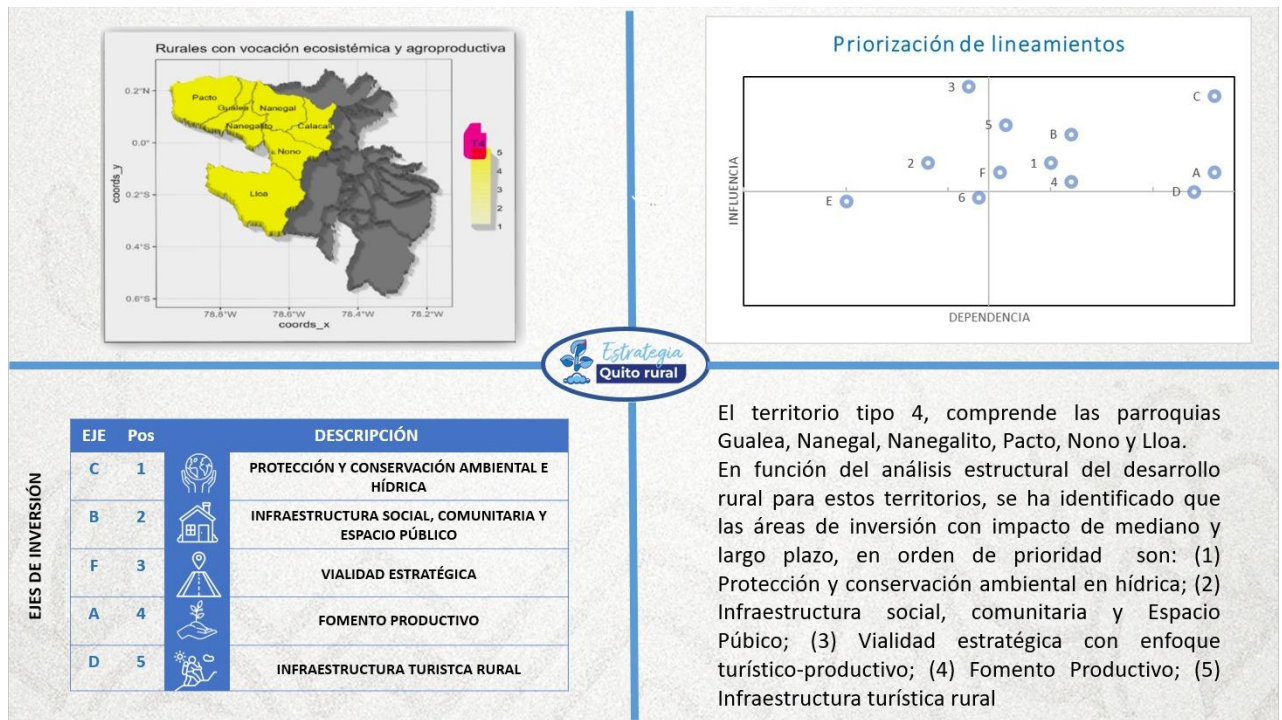 Rurales con vocación ecosistémica y agroproductiva
0.2°N
0.0°
0.2°S
0.4°S
0.6°S
coords_y
Pacto
Gualea
Nanegal
Nanegalito
Calacalí
Nono
Lloa
78.8°W
78.6°W
78.4°W
78.2°W
coords_x
T4
5
4
3
2
1
Priorización de lineamientos
INFLUENCIA
3
C
5
B
2
1
F
A
4
D
E
6
DEPENDENCIA
Estrategia
Quito rural
EJES DE INVERSIÓN
EJE Pos DESCRIPCIÓN
C 1 PROTECCIÓN Y CONSERVACIÓN AMBIENTAL E
HÍDRICA
B 2 INFRAESTRUCTURA SOCIAL, COMUNITARIA Y
ESPACIO PÚBLICO
F 3 VIALIDAD ESTRATÉGICA
A 4 FOMENTO PRODUCTIVO
D 5 INFRAESTRUCTURA TURISTCA RURAL
El territorio tipo 4, comprende las parroquias
Gualea, Nanegal, Nanegalito, Pacto, Nono y Lloa.
En función del análisis estructural del desarrollo
rural para estos territorios, se ha identificado que
las áreas de inversión con impacto de mediano y
largo plazo, en orden de prioridad son: (1)
Protección y conservación ambiental en hídrica; (2)
Infraestructura social, comunitaria y Espacio
Púbico; (3) Vialidad estratégica con enfoque
turístico-productivo; (4) Fomento Productivo; (5)
Infraestructura turística rural